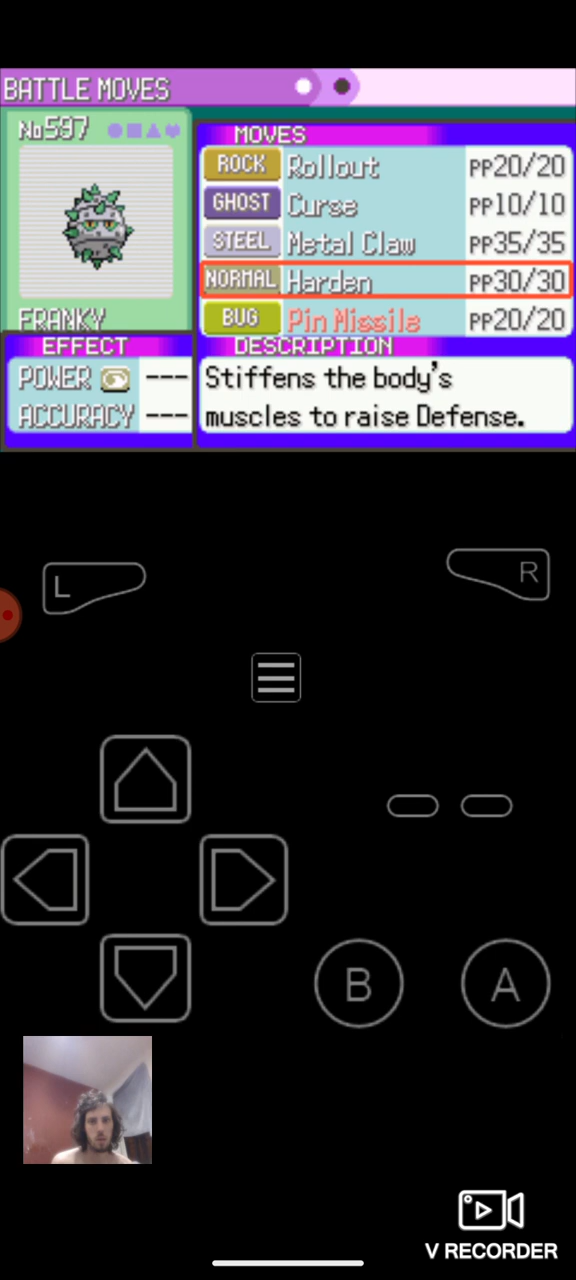 BATTLE MOVES
No597
FRANKY
MOVES
ROCK Rollout PP20/20
GHOST Curse PP10/10
STEEL Metal Claw PP35/35
NORMAL Harden PP30/30
BUG Pin Missile PP20/20
EFFECT
POWER ---
ACCURACY ---
DESCRIPTION
Stiffens the body's
muscles to raise Defense.
L
R
B
A
V RECORDER